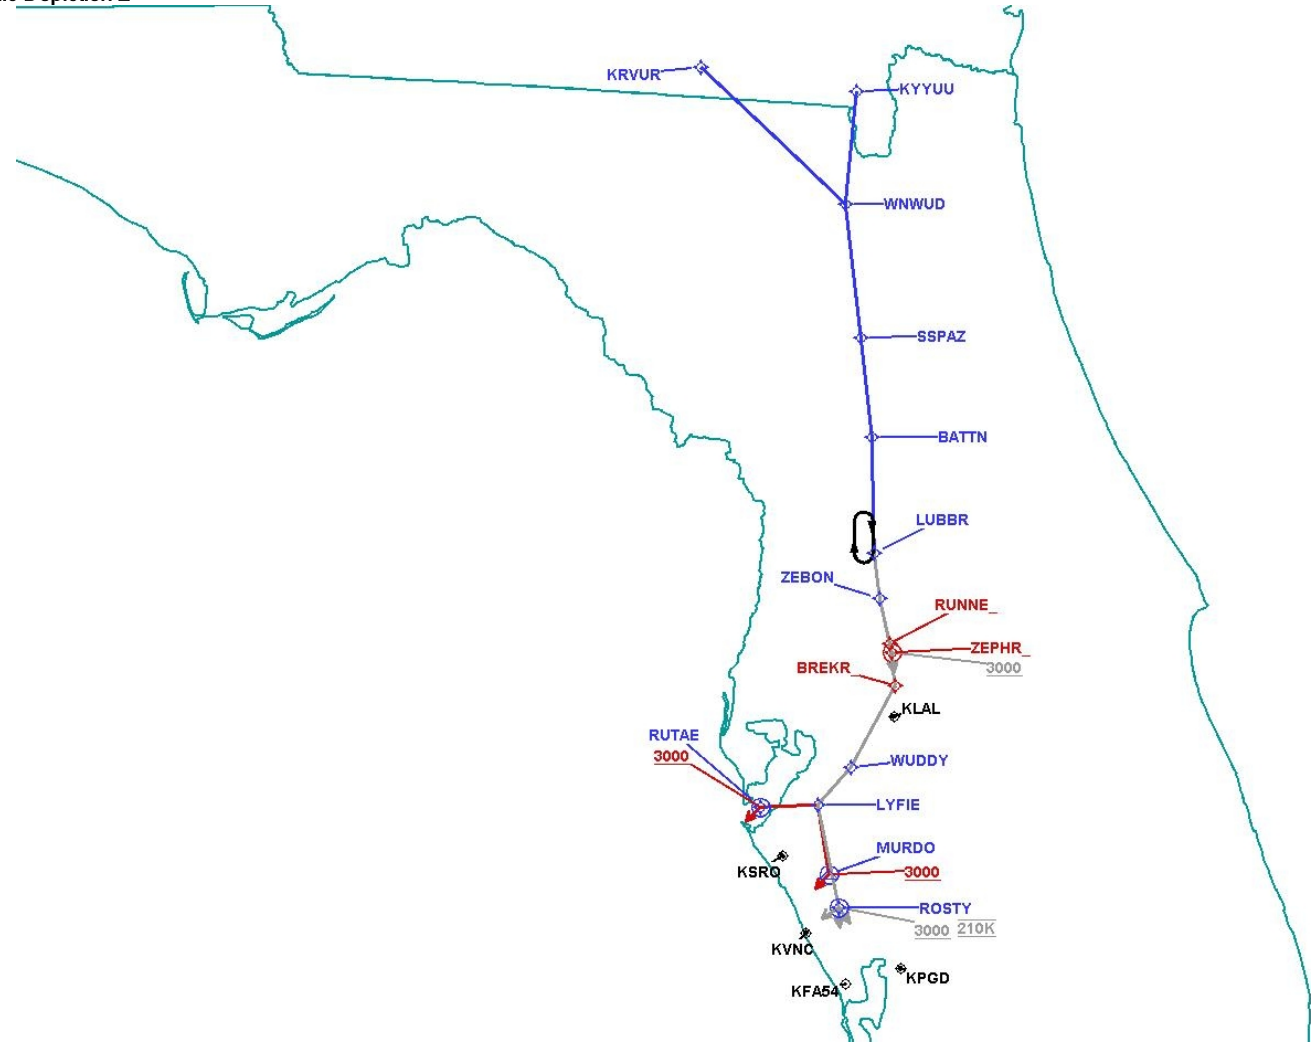 KRVUR
KYYUU
WNWUD
SSPAZ
BATTN
LUBBR
ZEBON
RUNNE_
ZEPHR_
3000
BREKR_
KLAL
RUTAE
3000
WUDDY
LYFIE
MURDO
3000
KSRQ
ROSTY
3000 210K
KVNC
KPGD
KFA54